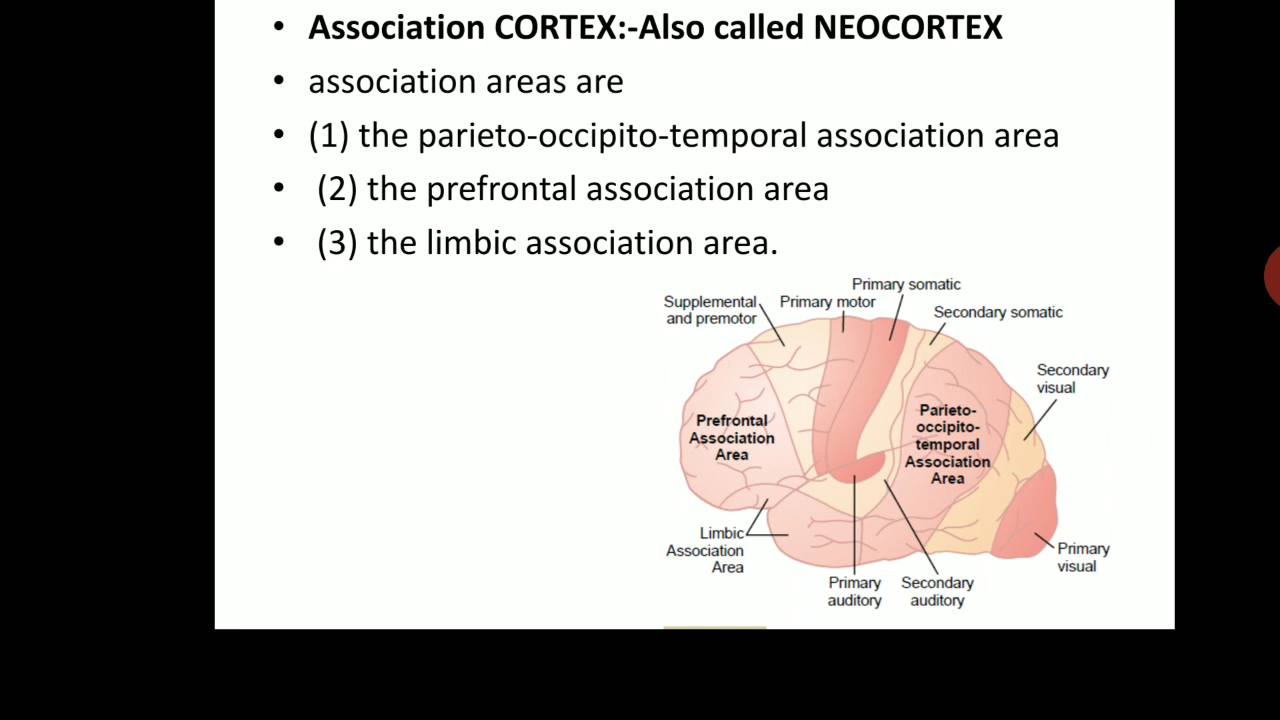 • Association CORTEX:-Also called NEOCORTEX
• association areas are
• (1) the parieto-occipito-temporal association area
• (2) the prefrontal association area
• (3) the limbic association area.
Primary somatic
Supplemental
and premotor
Primary motor
Secondary somatic
Secondary
visual
Prefrontal
Association
Area
Parieto-
occipito-
temporal
Association
Area
Limbic
Association
Area
Primary
auditory
Secondary
auditory
Primary
visual